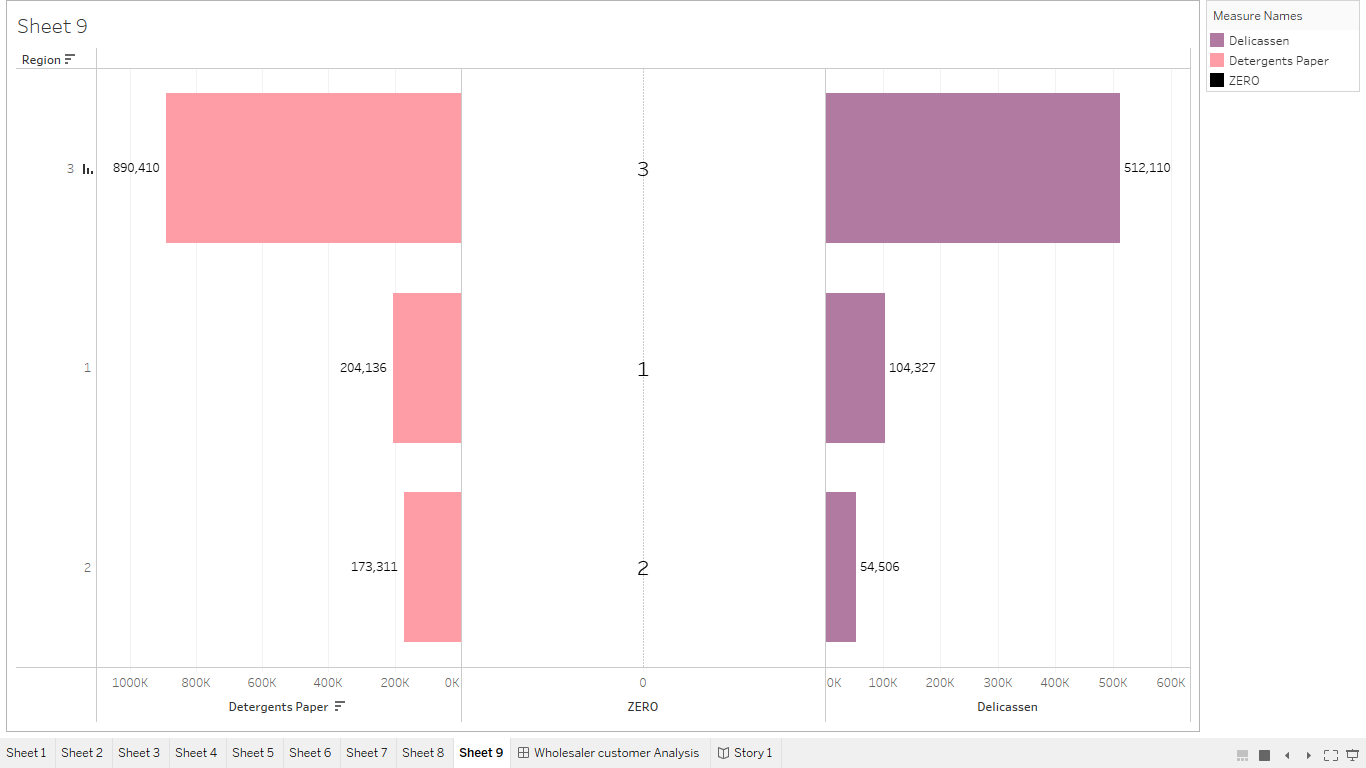 Sheet 9
Measure Names
Delicassen
Detergents Paper
ZERO
Region
3 890,410 3 512,110
1 204,136 1 104,327
2 173,311 2 54,506
1000K 800K 600K 400K 200K 0K 0 0K 100K 200K 300K 400K 500K 600K
Detergents Paper ZERO Delicassen
Sheet 1 Sheet 2 Sheet 3 Sheet 4 Sheet 5 Sheet 6 Sheet 7 Sheet 8 Sheet 9 Wholesaler customer Analysis Story 1